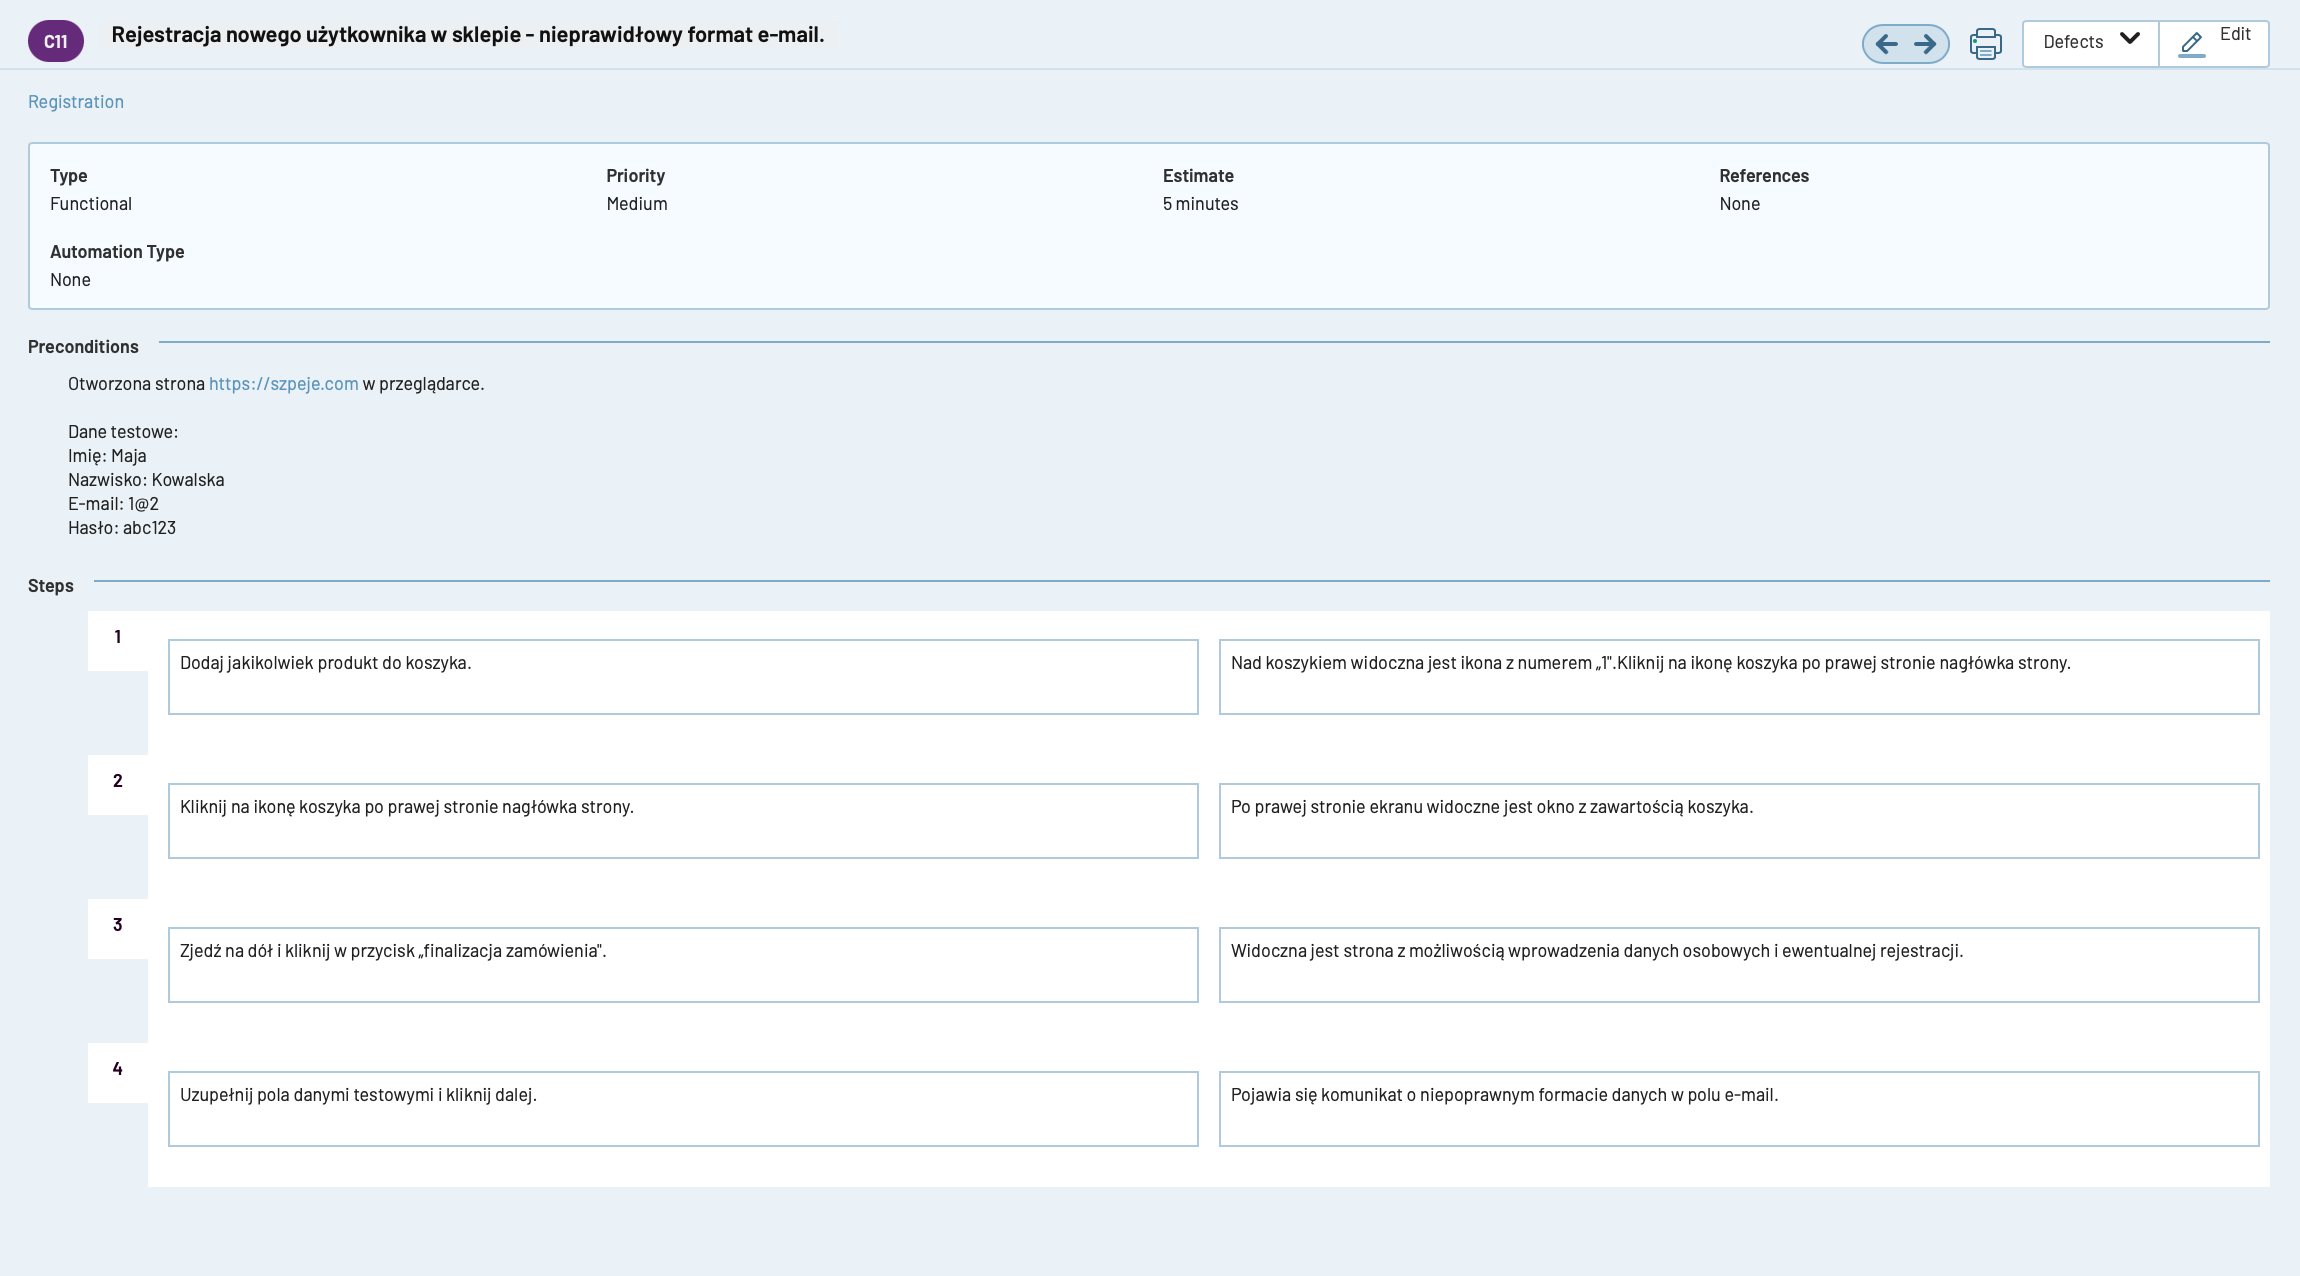 C11
Rejestracja nowego użytkownika w sklepie - nieprawidłowy format e-mail.
Defects
Edit
Registration
Type
Functional
Priority
Medium
Estimate
5 minutes
References
None
Automation Type
None
Preconditions
Otworzona strona https://szpeje.com w przeglądarce.
Dane testowe:
Imię: Maja
Nazwisko: Kowalska
E-mail: 1@2
Hasło: abc123
Steps
1
Dodaj jakikolwiek produkt do koszyka.
Nad koszykiem widoczna jest ikona z numerem „1".Kliknij na ikonę koszyka po prawej stronie nagłówka strony.
2
Kliknij na ikonę koszyka po prawej stronie nagłówka strony.
Po prawej stronie ekranu widoczne jest okno z zawartością koszyka.
3
Zjedź na dół i kliknij w przycisk „finalizacja zamówienia".
Widoczna jest strona z możliwością wprowadzenia danych osobowych i ewentualnej rejestracji.
4
Uzupełnij pola danymi testowymi i kliknij dalej.
Pojawia się komunikat o niepoprawnym formacie danych w polu e-mail.